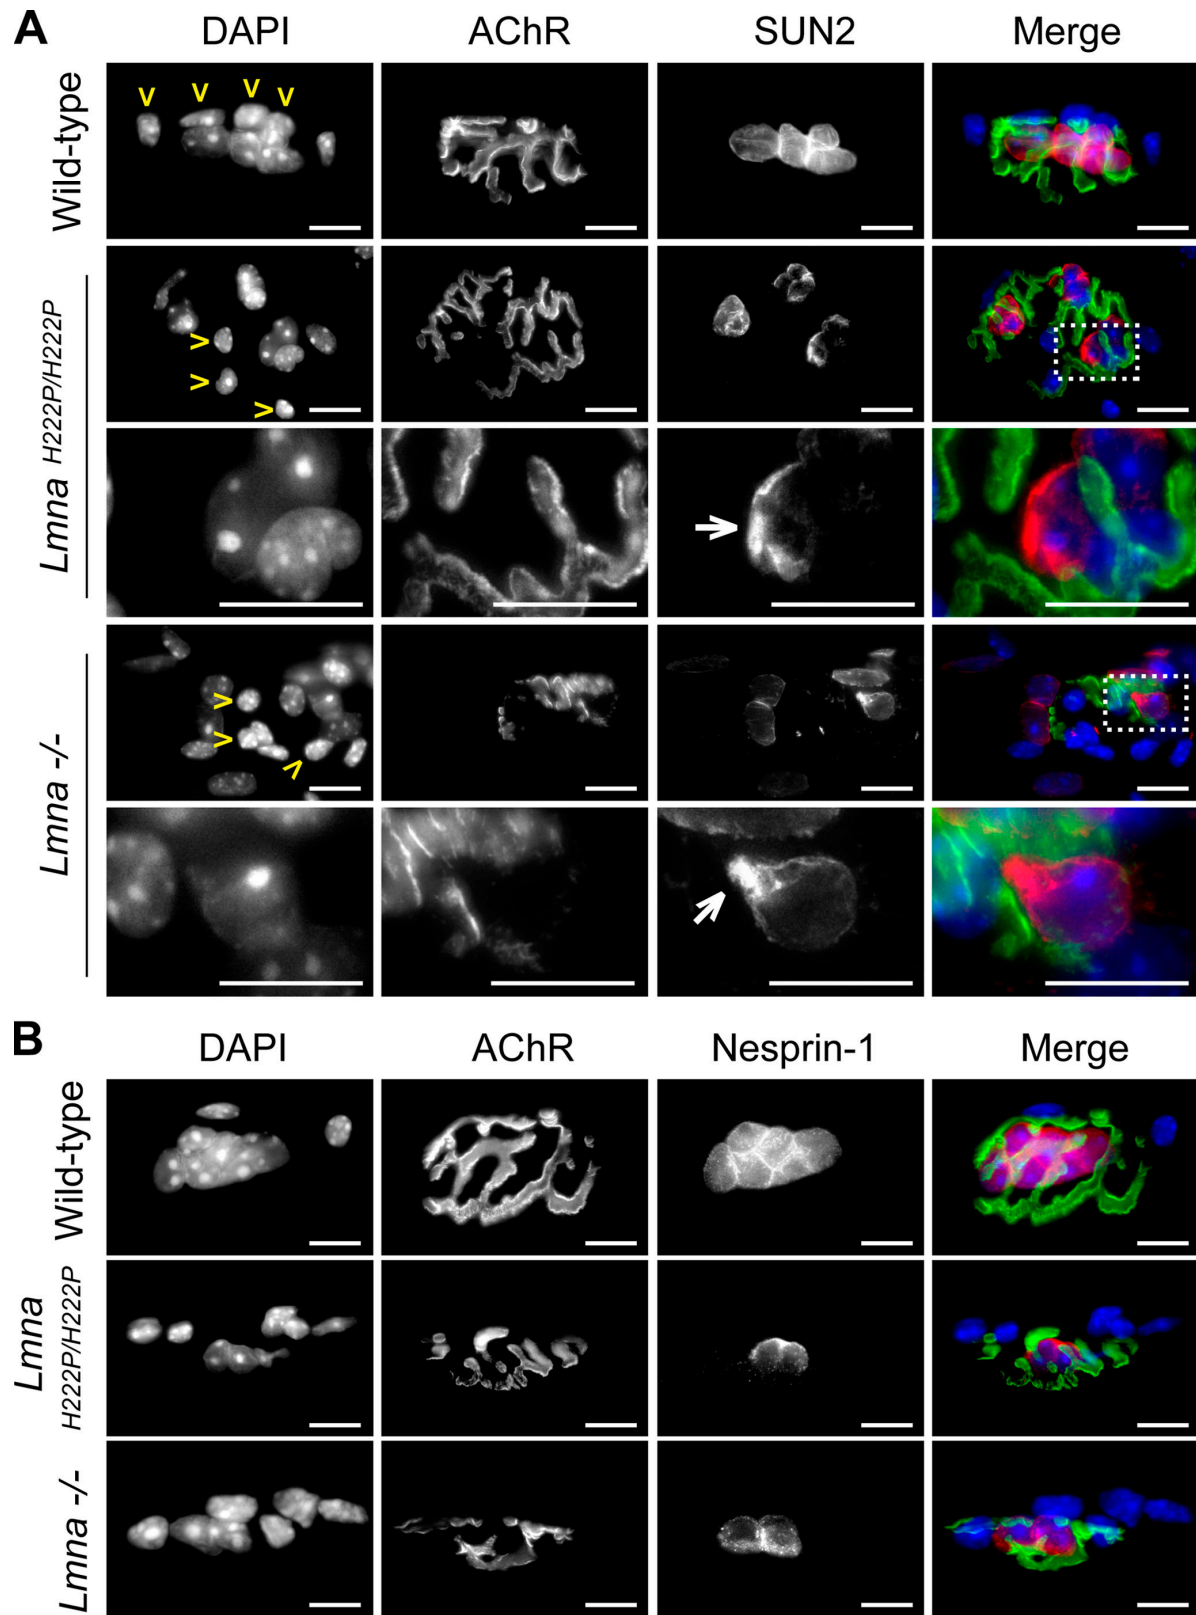 A
DAPI AChR SUN2 Merge
Wild-type
Lmna H222P/H222P
Lmna -/-
B
DAPI AChR Nesprin-1 Merge
Wild-type
Lmna
H222P/H222P
Lmna -/-